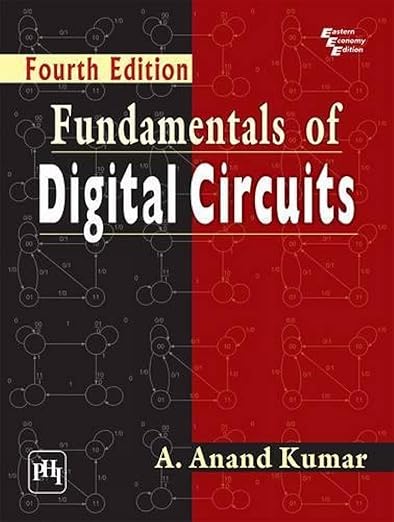 Eastern
Economy
Edition
Fourth Edition
Fundamentals of
Digital Circuits
A. Anand Kumar
PHI